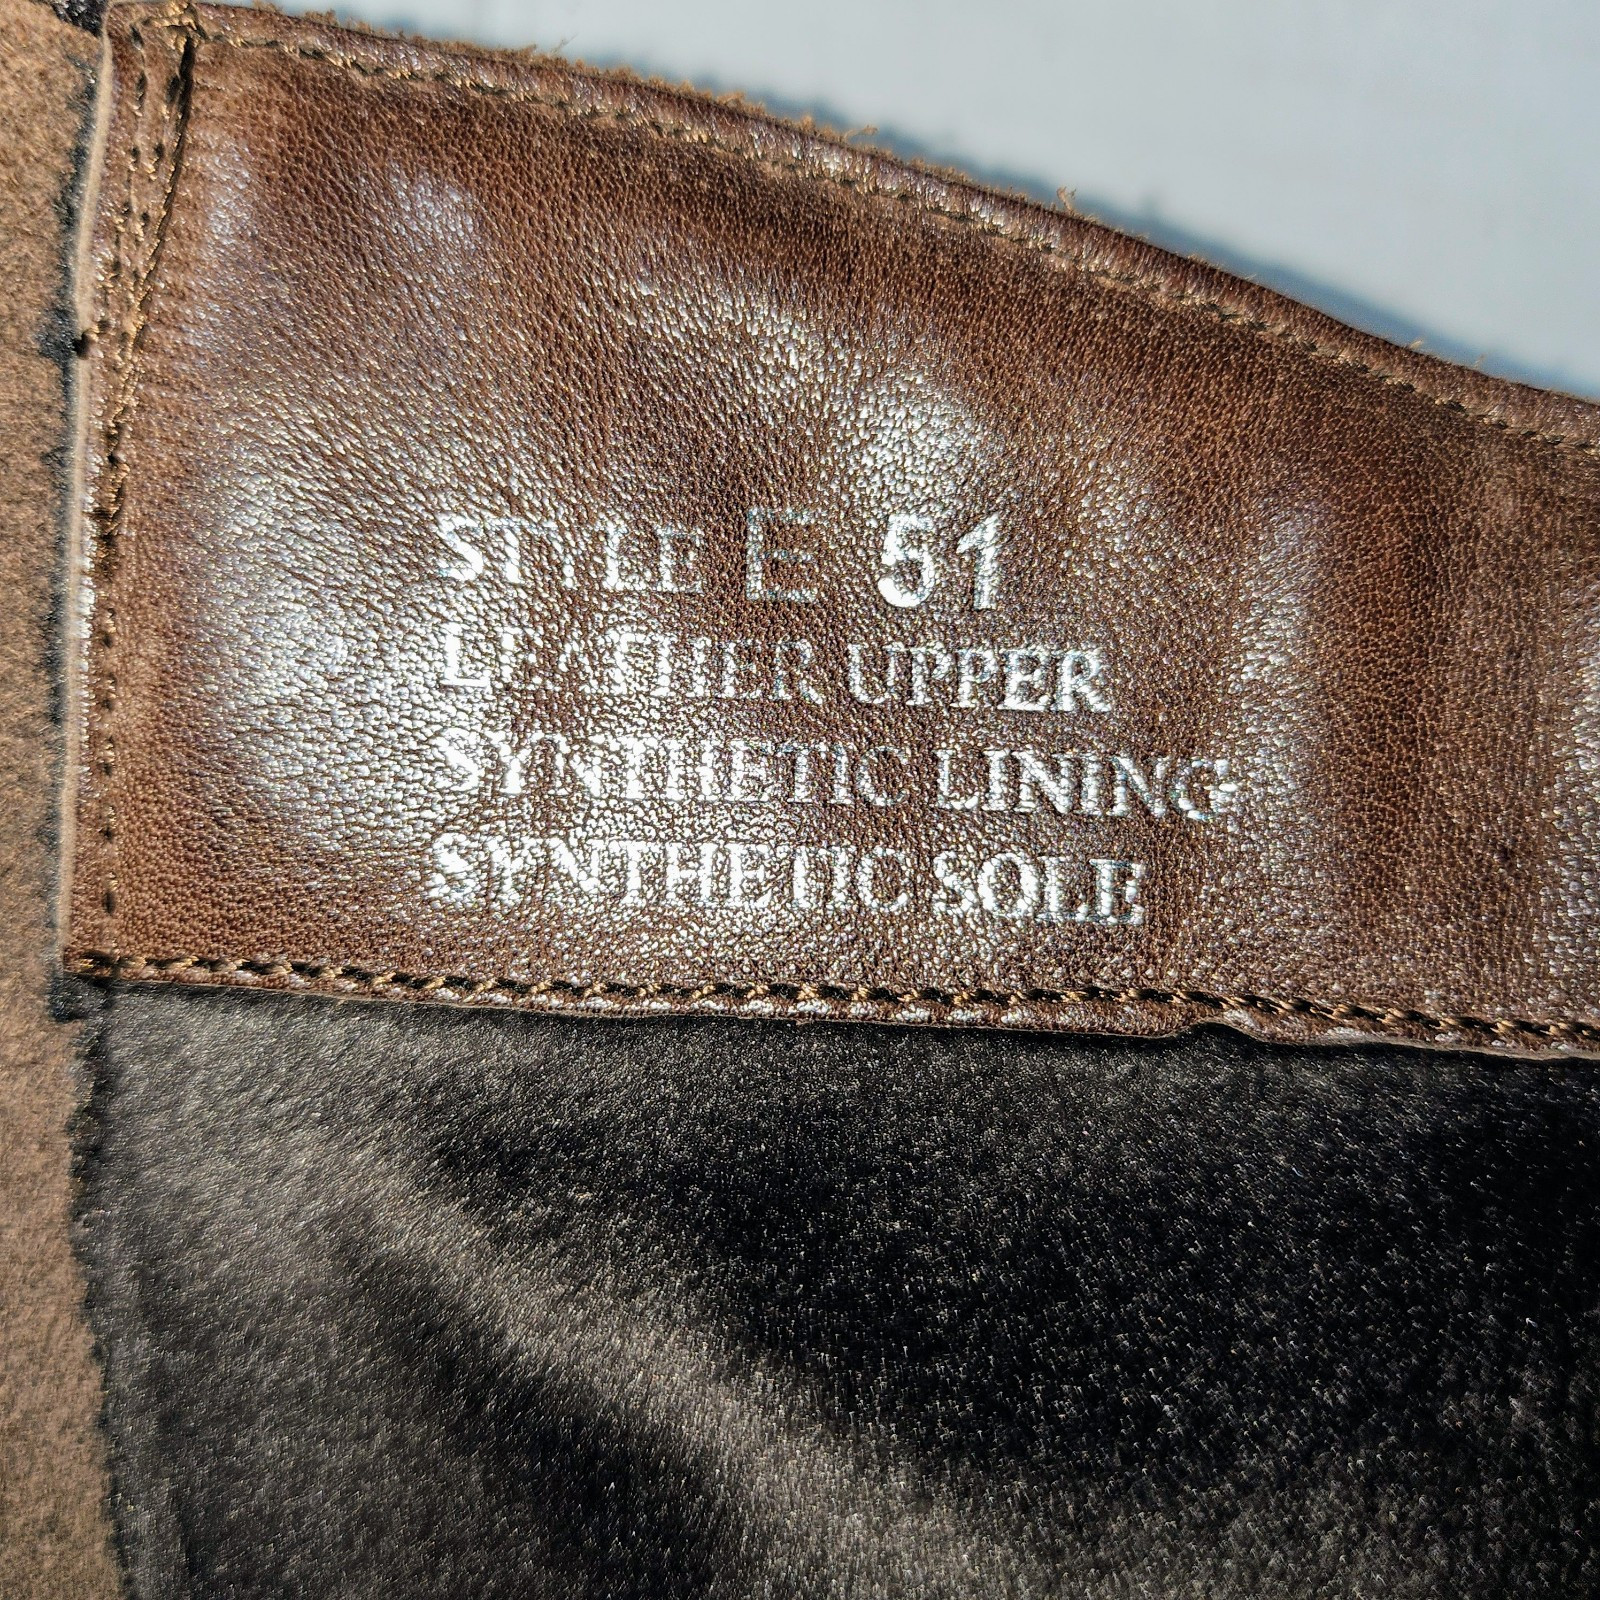 STYLE E 51
LEATHER UPPER
SYNTHETIC LINING
SYNTHETIC SOLE